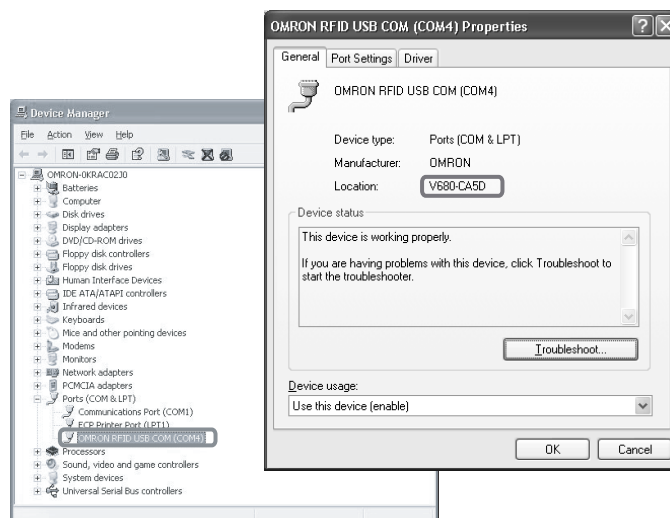 Device Manager
File Action View Help
OMRON-0KRAC02J0
Batteries
Computer
Disk drives
Display adapters
DVD/CD-ROM drives
Floppy disk controllers
Floppy disk drives
Human Interface Devices
IDE ATA/ATAPI controllers
Infrared devices
Keyboards
Mice and other pointing devices
Modems
Monitors
Network adapters
PCMCIA adapters
Ports (COM & LPT)
Communications Port (COM1)
ECP Printer Port (LPT1)
OMRON RFID USB COM (COM4)
Processors
Sound, video and game controllers
System devices
Universal Serial Bus controllers
OMRON RFID USB COM (COM4) Properties
General Port Settings Driver
OMRON RFID USB COM (COM4)
Device type: Ports (COM & LPT)
Manufacturer: OMRON
Location: V680-CA5D
Device status
This device is working properly.
If you are having problems with this device, click Troubleshoot to
start the troubleshooter.
Troubleshoot...
Device usage:
Use this device (enable)
OK Cancel